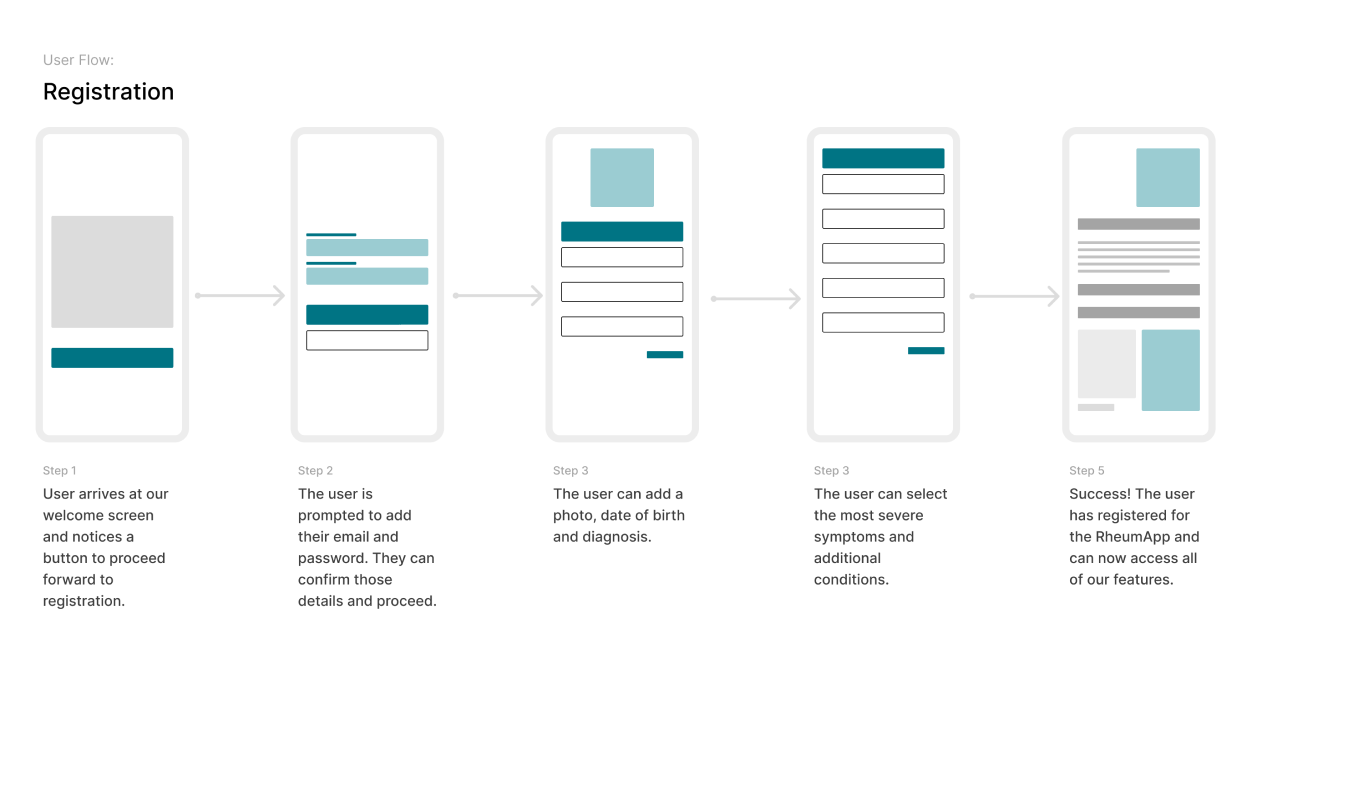 User Flow:
Registration
Step 1
User arrives at our
welcome screen
and notices a
button to proceed
forward to
registration.
Step 2
The user is
prompted to add
their email and
password. They can
confirm those
details and proceed.
Step 3
The user can add a
photo, date of birth
and diagnosis.
Step 3
The user can select
the most severe
symptoms and
additional
conditions.
Step 5
Success! The user
has registered for
the RheumApp and
can now access all
of our features.